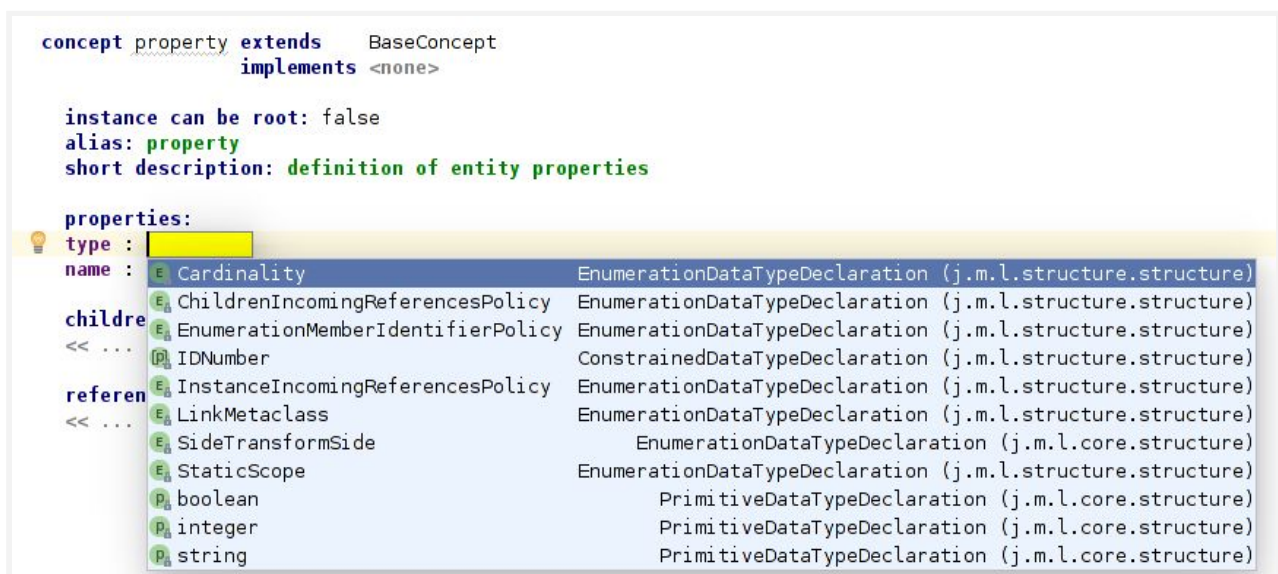 concept property extends BaseConcept
implements <none>
instance can be root: false
alias: property
short description: definition of entity properties
properties:
type :
name :
Cardinality EnumerationDataTypeDeclaration (j.m.l.structure.structure)
ChildrenIncomingReferencesPolicy EnumerationDataTypeDeclaration (j.m.l.structure.structure)
childre
EnumerationMemberIdentifierPolicy EnumerationDataTypeDeclaration (j.m.l.structure.structure)
<< ...
IDNumber ConstrainedDataTypeDeclaration (j.m.l.structure.structure)
InstanceIncomingReferencesPolicy EnumerationDataTypeDeclaration (j.m.l.structure.structure)
referen
LinkMetaclass EnumerationDataTypeDeclaration (j.m.l.structure.structure)
<< ...
SideTransformSide EnumerationDataTypeDeclaration (j.m.l.core.structure)
StaticScope EnumerationDataTypeDeclaration (j.m.l.structure.structure)
boolean PrimitiveDataTypeDeclaration (j.m.l.core.structure)
integer PrimitiveDataTypeDeclaration (j.m.l.core.structure)
string PrimitiveDataTypeDeclaration (j.m.l.core.structure)